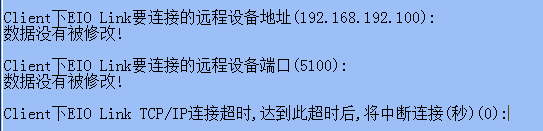 Client下EIO Link要连接的远程设备地址(192.168.192.100):
数据没有被修改!
Client下EIO Link要连接的远程设备端口(5100):
数据没有被修改!
Client下EIO Link TCP/IP连接超时,达到此超时后,将中断连接(秒)(0):